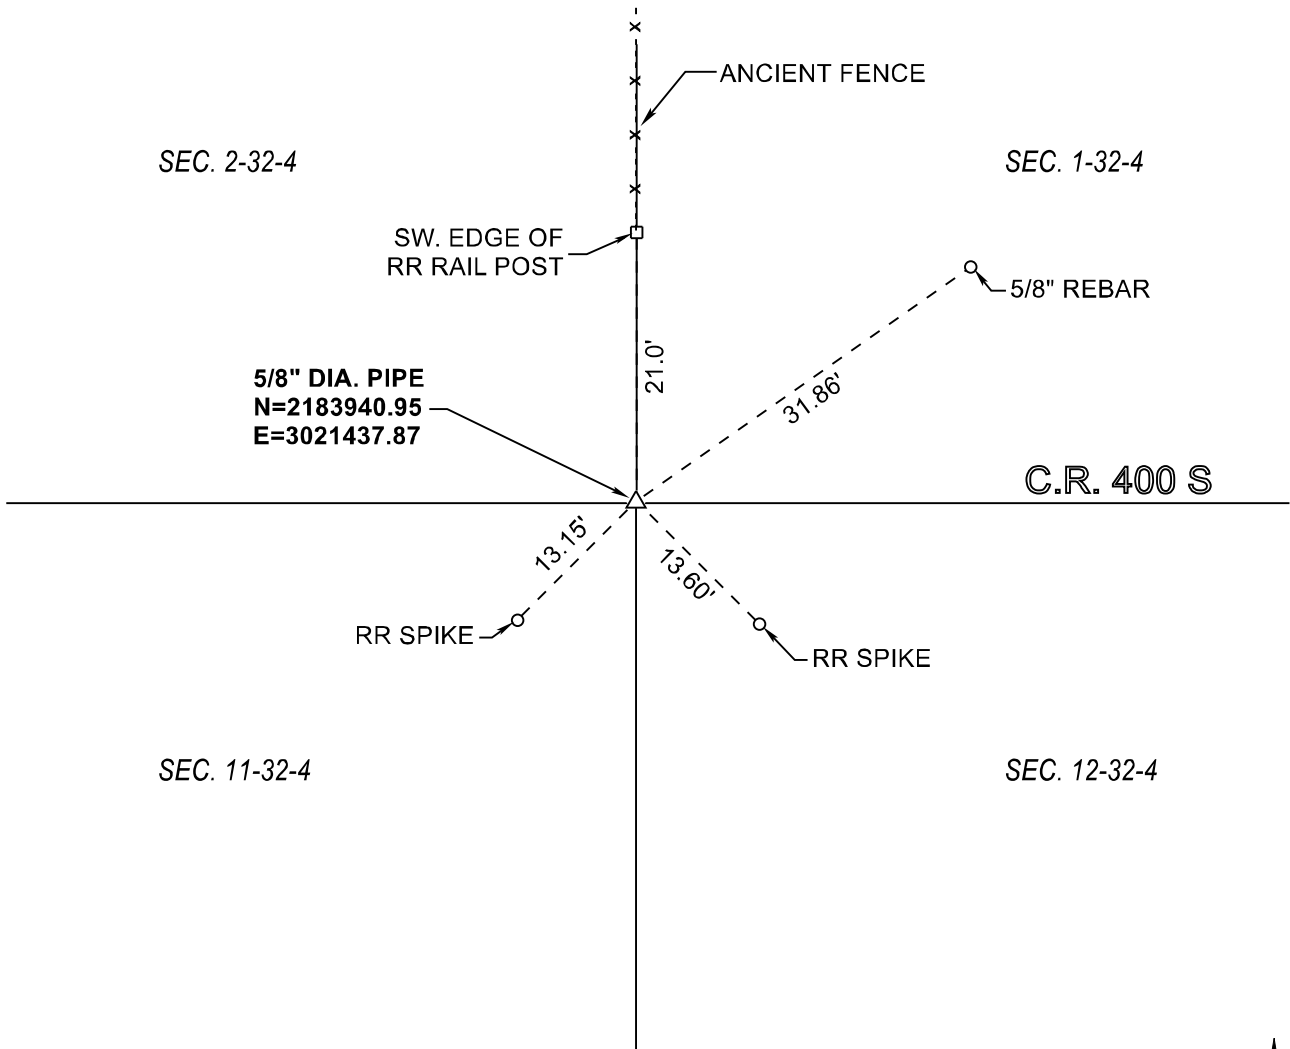 ANCIENT FENCE
SEC. 2-32-4
SEC. 1-32-4
SW. EDGE OF
RR RAIL POST
5/8" REBAR
21.0'
31.86'
5/8" DIA. PIPE
N=2183940.95
E=3021437.87
C.R. 400 S
13.15'
13.60'
RR SPIKE
RR SPIKE
SEC. 11-32-4
SEC. 12-32-4